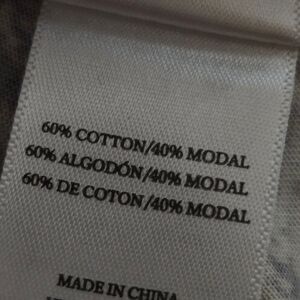 60% COTTON/40% MODAL
60% ALGODÓN/40% MODAL
60% DE COTON/40% MODAL
MADE IN CHINA